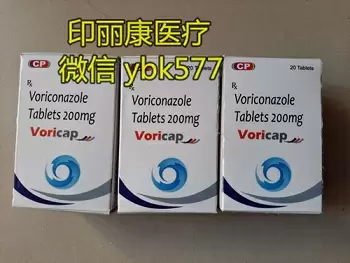 印丽康医疗
微信 ybk577
CP
20 Tablets
Rx
Voriconazole
Tablets 200mg
Voricap
Rx
Voriconazole
Tablets 200mg
Voricap
Rx
Voriconazole
Tablets 200mg
Voricap